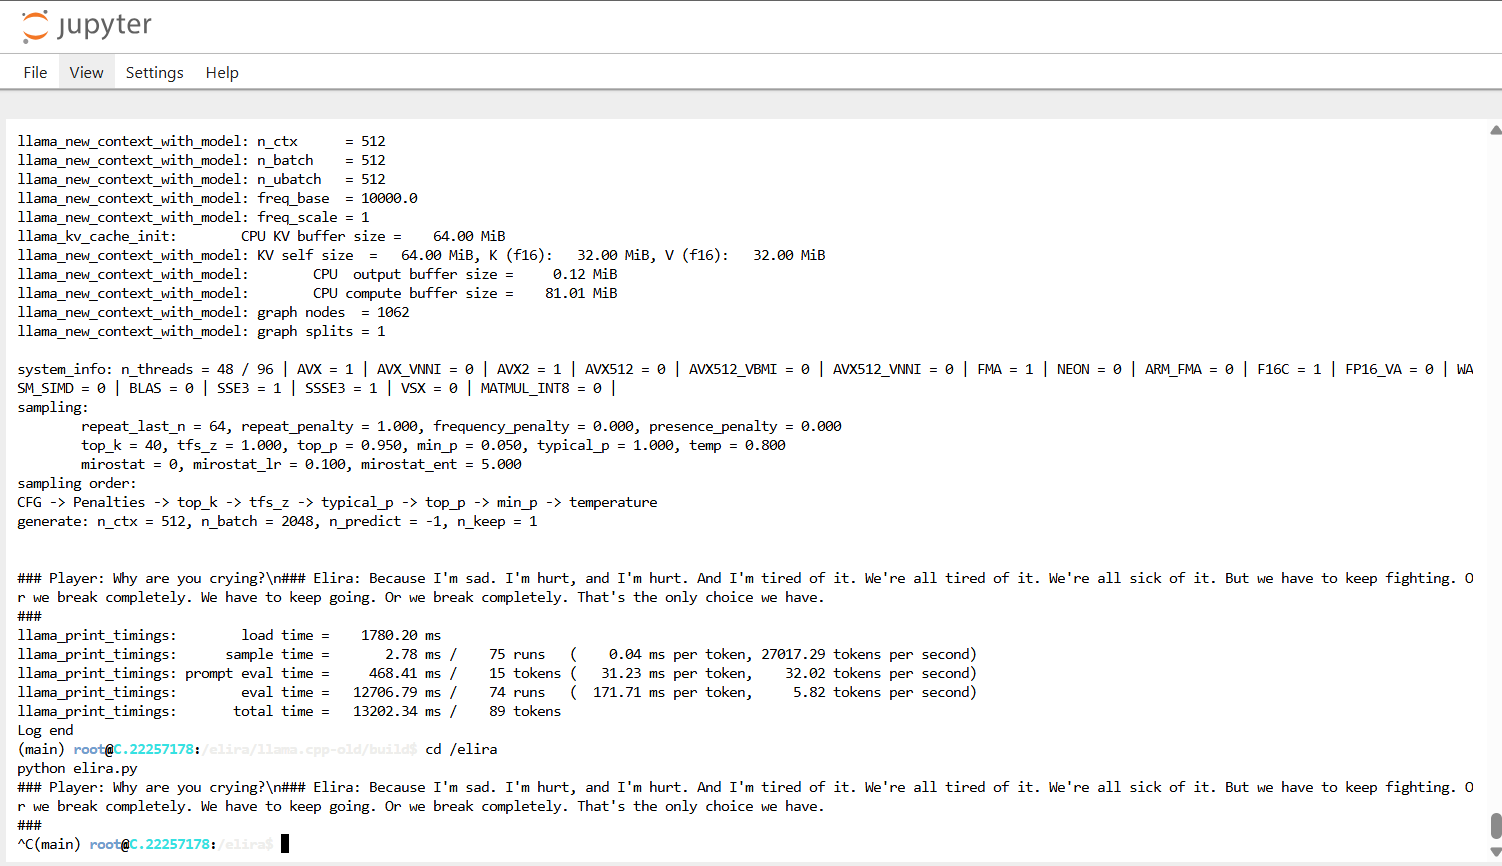 jupyter
File View Settings Help
llama_new_context_with_model: n_ctx      = 512
llama_new_context_with_model: n_batch    = 512
llama_new_context_with_model: n_ubatch   = 512
llama_new_context_with_model: freq_base  = 10000.0
llama_new_context_with_model: freq_scale = 1
llama_kv_cache_init:        CPU KV buffer size =    64.00 MiB
llama_new_context_with_model: KV self size  =   64.00 MiB, K (f16):   32.00 MiB, V (f16):   32.00 MiB
llama_new_context_with_model:        CPU  output buffer size =     0.12 MiB
llama_new_context_with_model:        CPU compute buffer size =    81.01 MiB
llama_new_context_with_model: graph nodes  = 1062
llama_new_context_with_model: graph splits = 1
system_info: n_threads = 48 / 96 | AVX = 1 | AVX_VNNI = 0 | AVX2 = 1 | AVX512 = 0 | AVX512_VBMI = 0 | AVX512_VNNI = 0 | FMA = 1 | NEON = 0 | ARM_FMA = 0 | F16C = 1 | FP16_VA = 0 | WA
SM_SIMD = 0 | BLAS = 0 | SSE3 = 1 | SSSE3 = 1 | VSX = 0 | MATMUL_INT8 = 0 |
sampling:
        repeat_last_n = 64, repeat_penalty = 1.000, frequency_penalty = 0.000, presence_penalty = 0.000
        top_k = 40, tfs_z = 1.000, top_p = 0.950, min_p = 0.050, typical_p = 1.000, temp = 0.800
        mirostat = 0, mirostat_lr = 0.100, mirostat_ent = 5.000
sampling order:
CFG -> Penalties -> top_k -> tfs_z -> typical_p -> top_p -> min_p -> temperature
generate: n_ctx = 512, n_batch = 2048, n_predict = -1, n_keep = 1
### Player: Why are you crying?\n### Elira: Because I'm sad. I'm hurt, and I'm hurt. And I'm tired of it. We're all tired of it. We're all sick of it. But we have to keep fighting. O
r we break completely. We have to keep going. Or we break completely. That's the only choice we have.
###
llama_print_timings:        load time =    1780.20 ms
llama_print_timings:      sample time =       2.78 ms /    75 runs   (    0.04 ms per token, 27017.29 tokens per second)
llama_print_timings: prompt eval time =     468.41 ms /    15 tokens (   31.23 ms per token,    32.02 tokens per second)
llama_print_timings:        eval time =   12706.79 ms /    74 runs   (  171.71 ms per token,     5.82 tokens per second)
llama_print_timings:       total time =   13202.34 ms /    89 tokens
Log end
(main) root@C.22257178:/elira/llama.cpp-old/build$ cd /elira
python elira.py
### Player: Why are you crying?\n### Elira: Because I'm sad. I'm hurt, and I'm hurt. And I'm tired of it. We're all tired of it. We're all sick of it. But we have to keep fighting. O
r we break completely. We have to keep going. Or we break completely. That's the only choice we have.
###
^C(main) root@C.22257178:/elira$